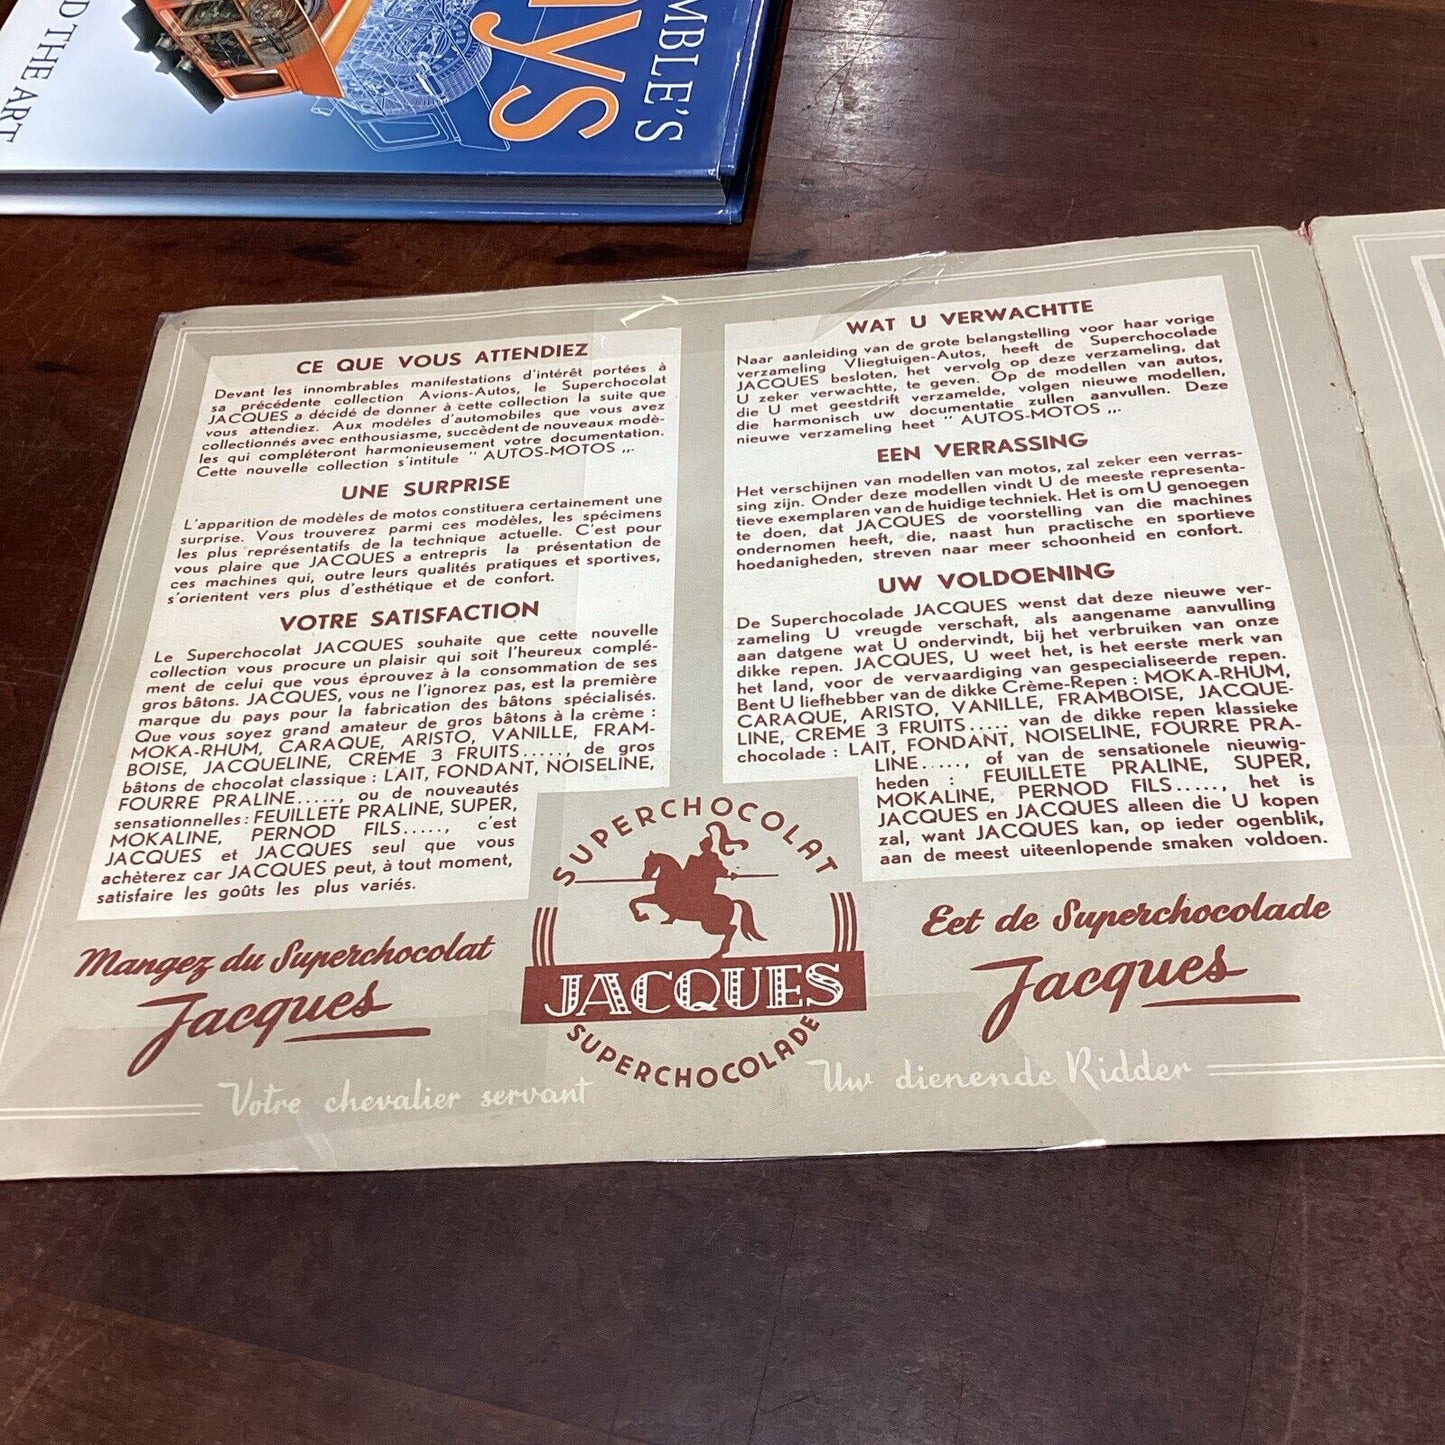 MBLE'S
ys
D THE ART
CE QUE VOUS ATTENDIEZ
Devant les innombrables manifestations d'intérêt portées à
sa précédente collection Avions-Autos, le Superchocolat
JACQUES a décidé de donner à cette collection la suite que
vous attendiez. Aux modèles d'automobiles que vous avez
collectionnés avec enthousiasme, succèdent de nouveaux modè-
les qui compléteront harmonieusement votre documentation.
Cette nouvelle collection s'intitule " AUTOS-MOTOS ,,.
UNE SURPRISE
L'apparition de modèles de motos constituera certainement une
surprise. Vous trouverez parmi ces modèles, les spécimens
les plus représentatifs de la technique actuelle. C'est pour
vous plaire que JACQUES a entrepris la présentation de
ces machines qui, outre leurs qualités pratiques et sportives,
s'orientent vers plus d'esthétique et de confort.
VOTRE SATISFACTION
Le Superchocolat JACQUES souhaite que cette nouvelle
collection vous procure un plaisir qui soit l'heureux complé-
ment de celui que vous éprouvez à la consommation de ses
gros bâtons. JACQUES, vous ne l'ignorez pas, est la première
marque du pays pour la fabrication des bâtons spécialisés.
Que vous soyez grand amateur de gros bâtons à la crème :
MOKA-RHUM, CARAQUE, ARISTO, VANILLE, FRAM-
BOISE, JACQUELINE, CREME 3 FRUITS....., de gros
bâtons de chocolat classique : LAIT, FONDANT, NOISELINE,
FOURRE PRALINE....., ou de nouveautés
sensationnelles : FEUILLETE PRALINE, SUPER,
MOKALINE, PERNOD FILS....., c'est
JACQUES et JACQUES seul que vous
achèterez car JACQUES peut, à tout moment,
satisfaire les goûts les plus variés.
Mangez du Superchocolat
Jacques
Votre chevalier servant
WAT U VERWACHTTE
Naar aanleiding van de grote belangstelling voor haar vorige
verzameling Vliegtuigen-Autos, heeft de Superchocolade
JACQUES besloten, het vervolg op deze verzameling, dat
U zeker verwachtte, te geven. Op de modellen van autos,
die U met geestdrift verzamelde, volgen nieuwe modellen,
die harmonisch uw documentatie zullen aanvullen. Deze
nieuwe verzameling heet " AUTOS-MOTOS ,,.
EEN VERRASSING
Het verschijnen van modellen van motos, zal zeker een verras-
sing zijn. Onder deze modellen vindt U de meeste representa-
tieve exemplaren van de huidige techniek. Het is om U genoegen
te doen, dat JACQUES de voorstelling van die machines
ondernomen heeft, die, naast hun practische en sportieve
hoedanigheden, streven naar meer schoonheid en confort.
UW VOLDOENING
De Superchocolade JACQUES wenst dat deze nieuwe ver-
zameling U vreugde verschaft, als aangename aanvulling
aan datgene wat U ondervindt, bij het verbruiken van onze
dikke repen. JACQUES, U weet het, is het eerste merk van
het land, voor de vervaardiging van gespecialiseerde repen.
Bent U liefhebber van de dikke Crème-Repen : MOKA-RHUM,
CARAQUE, ARISTO, VANILLE, FRAMBOISE, JACQUE-
LINE, CREME 3 FRUITS..... van de dikke repen klassieke
chocolade : LAIT, FONDANT, NOISELINE, FOURRE PRA-
LINE....., of van de sensationele nieuwig-
heden : FEUILLETE PRALINE, SUPER,
MOKALINE, PERNOD FILS....., het is
JACQUES en JACQUES alleen die U kopen
zal, want JACQUES kan, op ieder ogenblik,
aan de meest uiteenlopende smaken voldoen.
SUPERCHOCOLAT
JACQUES
SUPERCHOCOLADE
Eet de Superchocolade
Jacques
Uw dienende Ridder